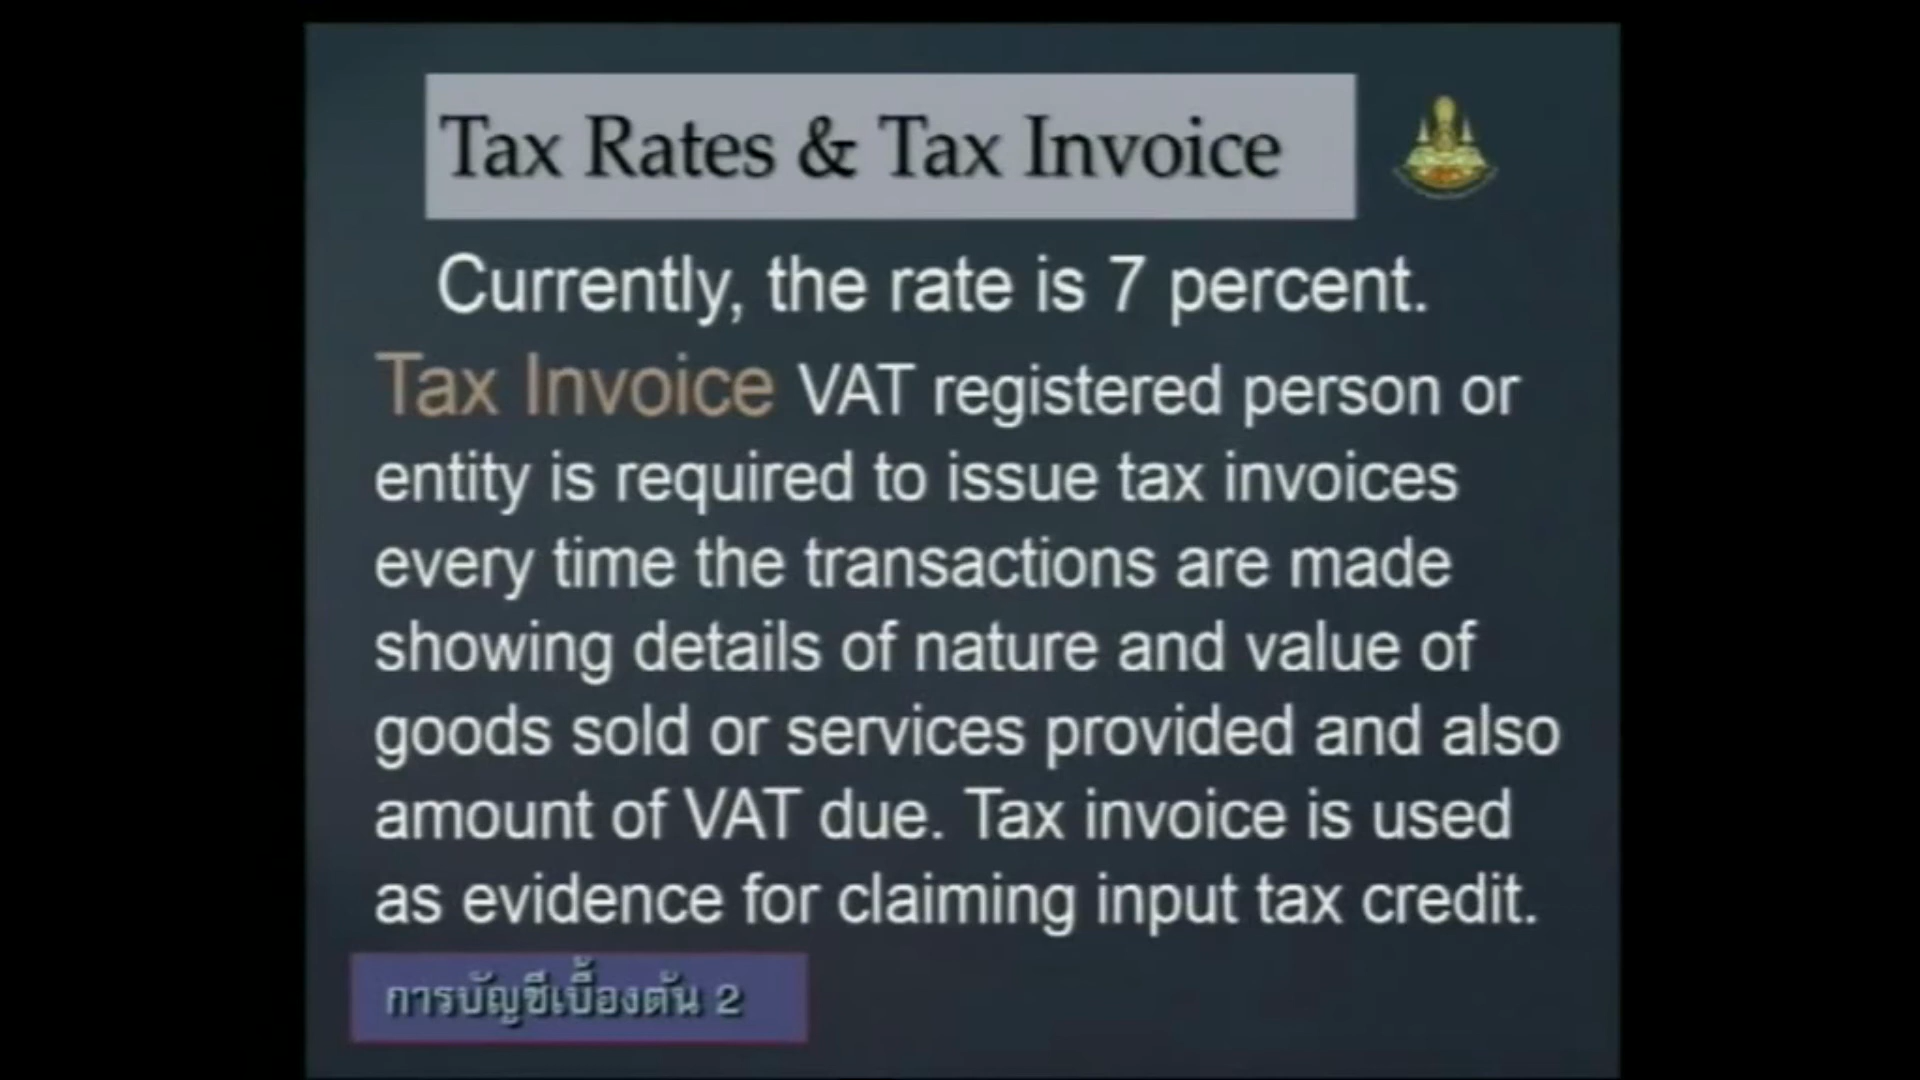 Tax Rates & Tax Invoice
Currently, the rate is 7 percent.
Tax Invoice VAT registered person or
entity is required to issue tax invoices
every time the transactions are made
showing details of nature and value of
goods sold or services provided and also
amount of VAT due. Tax invoice is used
as evidence for claiming input tax credit.
การบัญชีเบื้องต้น 2